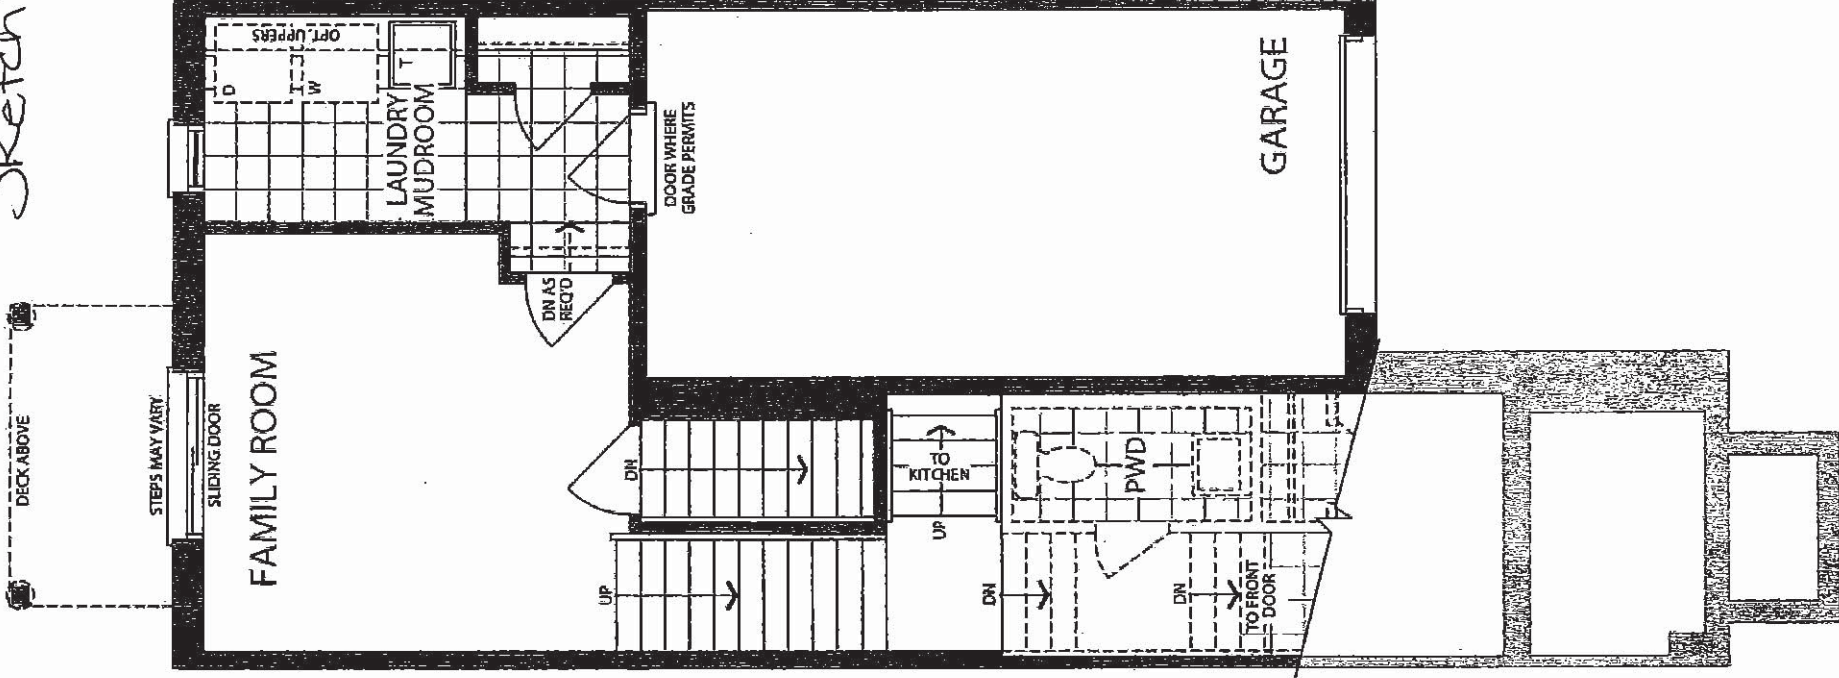 Sketch
DECK ABOVE
STEPS MAY VARY
SLIDING DOOR
FAMILY ROOM
OPT. UPPERS
D
W
T
LAUNDRY
MUDROOM
DN AS
REQ'D
DOOR WHERE
GRADE PERMITS
GARAGE
DN
UP
TO
KITCHEN
UP
PWD
DN
DN
TO FRONT
DOOR